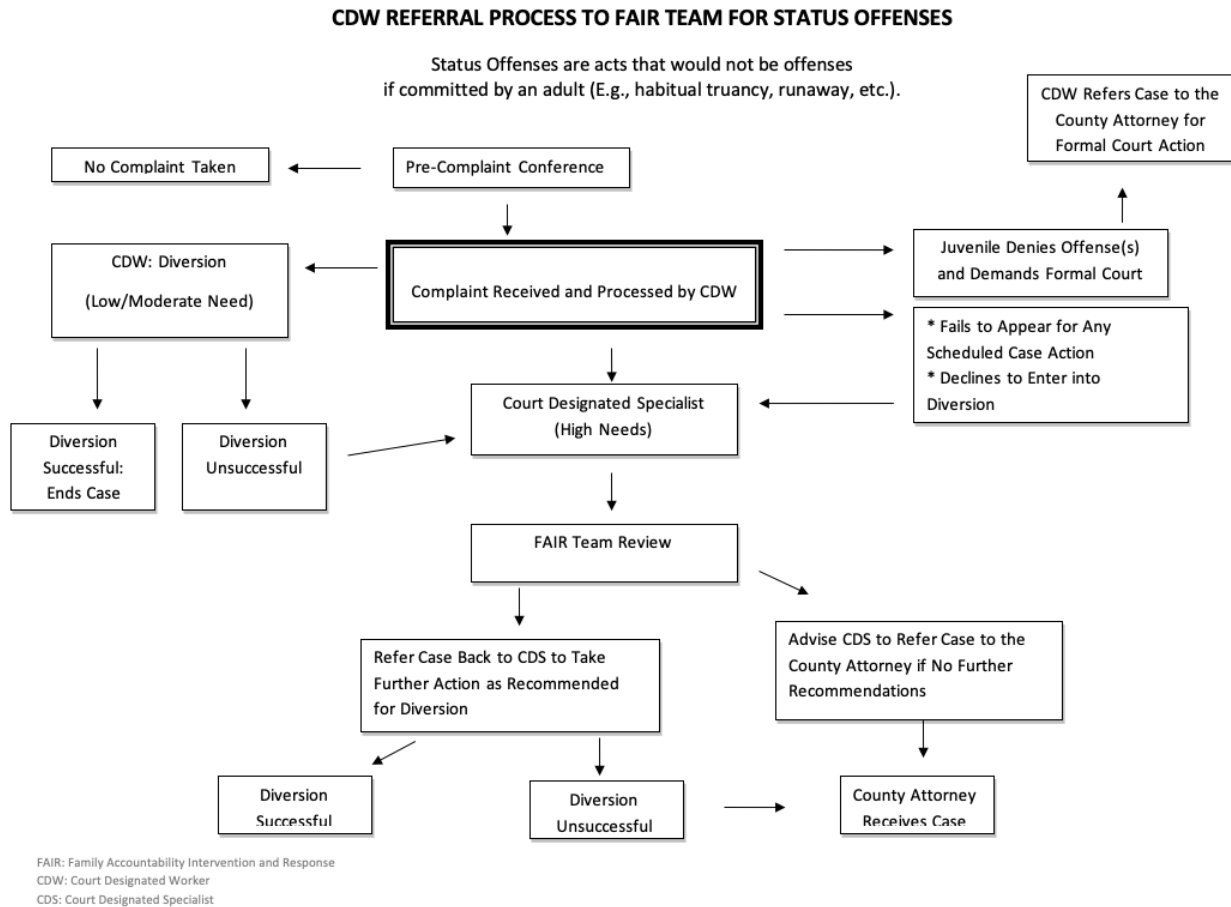 CDW REFERRAL PROCESS TO FAIR TEAM FOR STATUS OFFENSES
Status Offenses are acts that would not be offenses
if committed by an adult (E.g., habitual truancy, runaway, etc.).
CDW Refers Case to the
County Attorney for
Formal Court Action
No Complaint Taken
Pre-Complaint Conference
Juvenile Denies Offense(s)
and Demands Formal Court
CDW: Diversion
(Low/Moderate Need)
Complaint Received and Processed by CDW
* Fails to Appear for Any
Scheduled Case Action
* Declines to Enter into
Diversion
Court Designated Specialist
(High Needs)
Diversion
Successful:
Ends Case
Diversion
Unsuccessful
FAIR Team Review
Refer Case Back to CDS to Take
Further Action as Recommended
for Diversion
Advise CDS to Refer Case to the
County Attorney if No Further
Recommendations
Diversion
Successful
Diversion
Unsuccessful
County Attorney
Receives Case
FAIR: Family Accountability Intervention and Response
CDW: Court Designated Worker
CDS: Court Designated Specialist